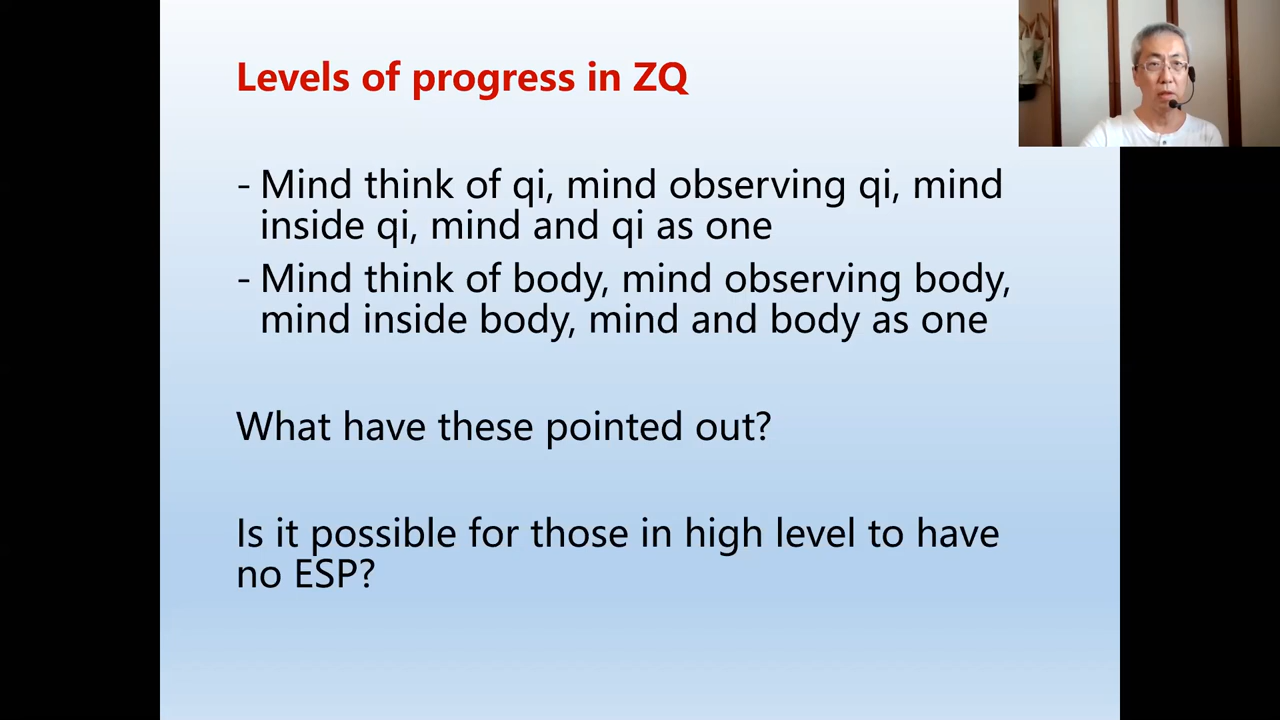 Levels of progress in ZQ
- Mind think of qi, mind observing qi, mind
inside qi, mind and qi as one
- Mind think of body, mind observing body,
mind inside body, mind and body as one
What have these pointed out?
Is it possible for those in high level to have
no ESP?